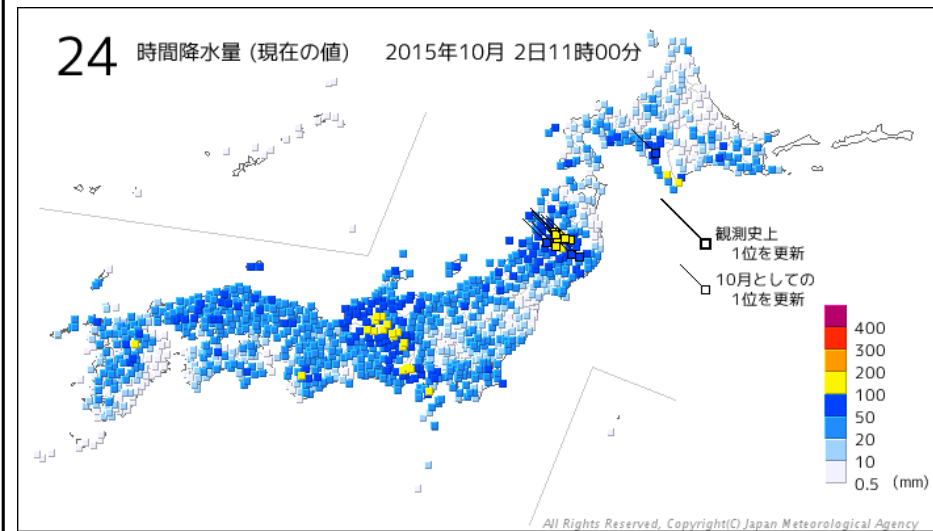 24 時間降水量 (現在の値) 2015年10月 2日11時00分
観測史上
1位を更新
10月としての
1位を更新
400
300
200
100
50
20
10
0.5 (mm)
All Rights Reserved, Copyright(C) Japan Meteorological Agency